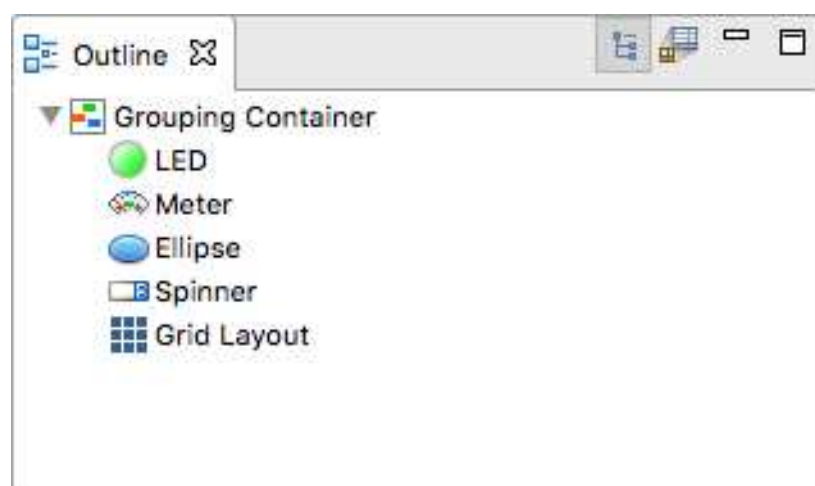 Outline
Grouping Container
LED
Meter
Ellipse
Spinner
Grid Layout